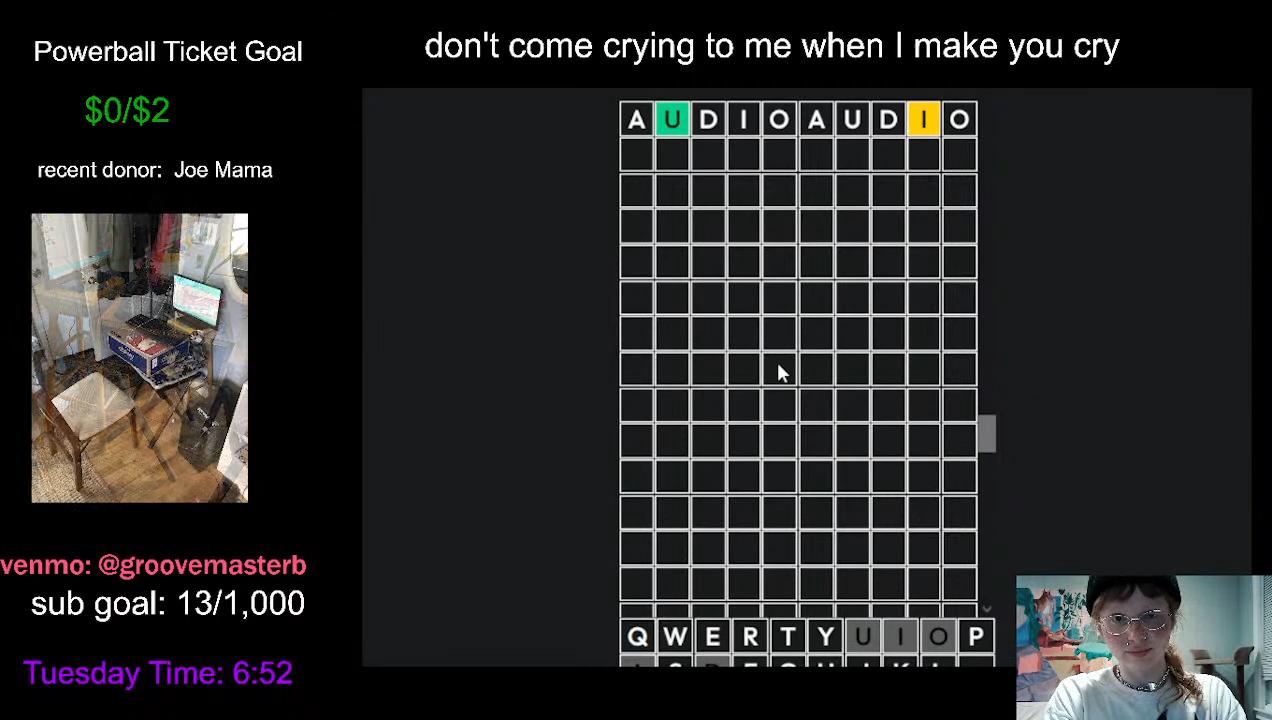 Powerball Ticket Goal
don't come crying to me when I make you cry
$0/$2
recent donor: Joe Mama
A U D I O A U D I O
venmo: @groovemasterb
sub goal: 13/1,000
Q W E R T Y U I O P
Tuesday Time: 6:52